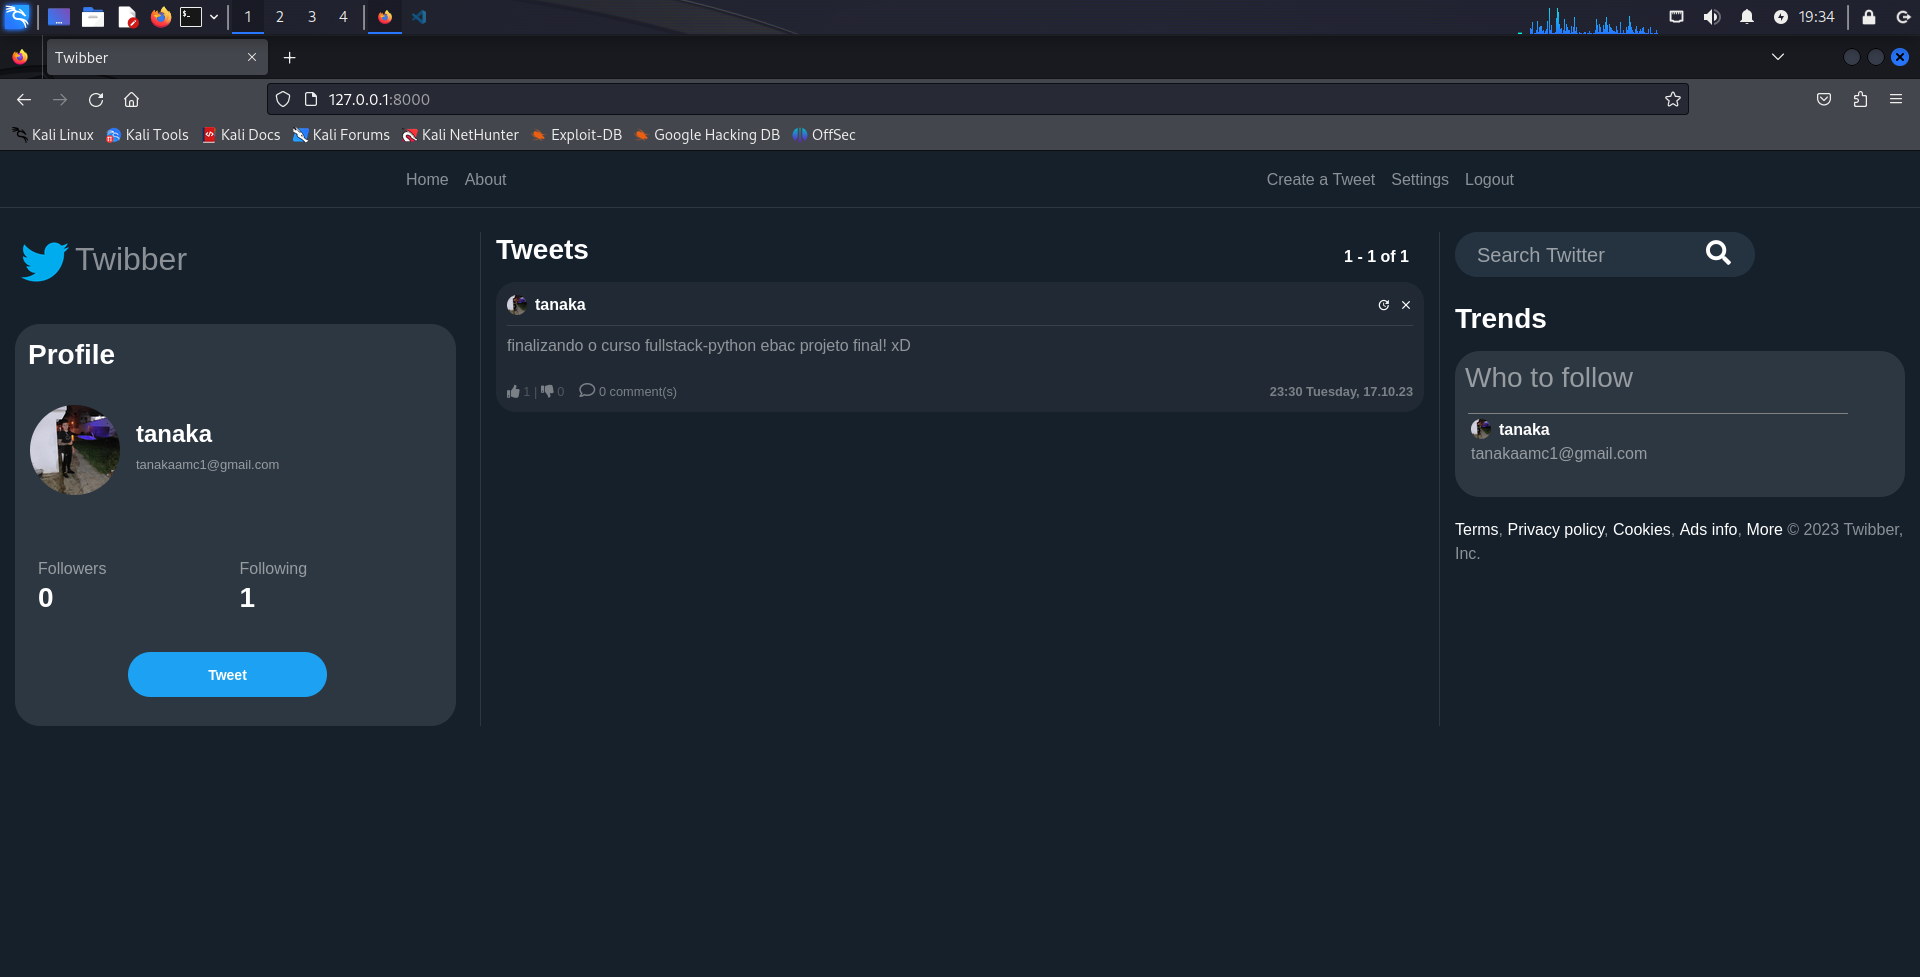 1 2 3 4
19:34
Twibber
127.0.0.1:8000
Kali Linux Kali Tools Kali Docs Kali Forums Kali NetHunter Exploit-DB Google Hacking DB OffSec
Home About Create a Tweet Settings Logout
Twibber
Profile
tanaka
tanakaamc1@gmail.com
Followers Following
0 1
Tweet
Tweets
1 - 1 of 1
tanaka
finalizando o curso fullstack-python ebac projeto final! xD
1 | 0 0 comment(s) 23:30 Tuesday, 17.10.23
Search Twitter
Trends
Who to follow
tanaka
tanakaamc1@gmail.com
Terms, Privacy policy, Cookies, Ads info, More © 2023 Twibber,
Inc.